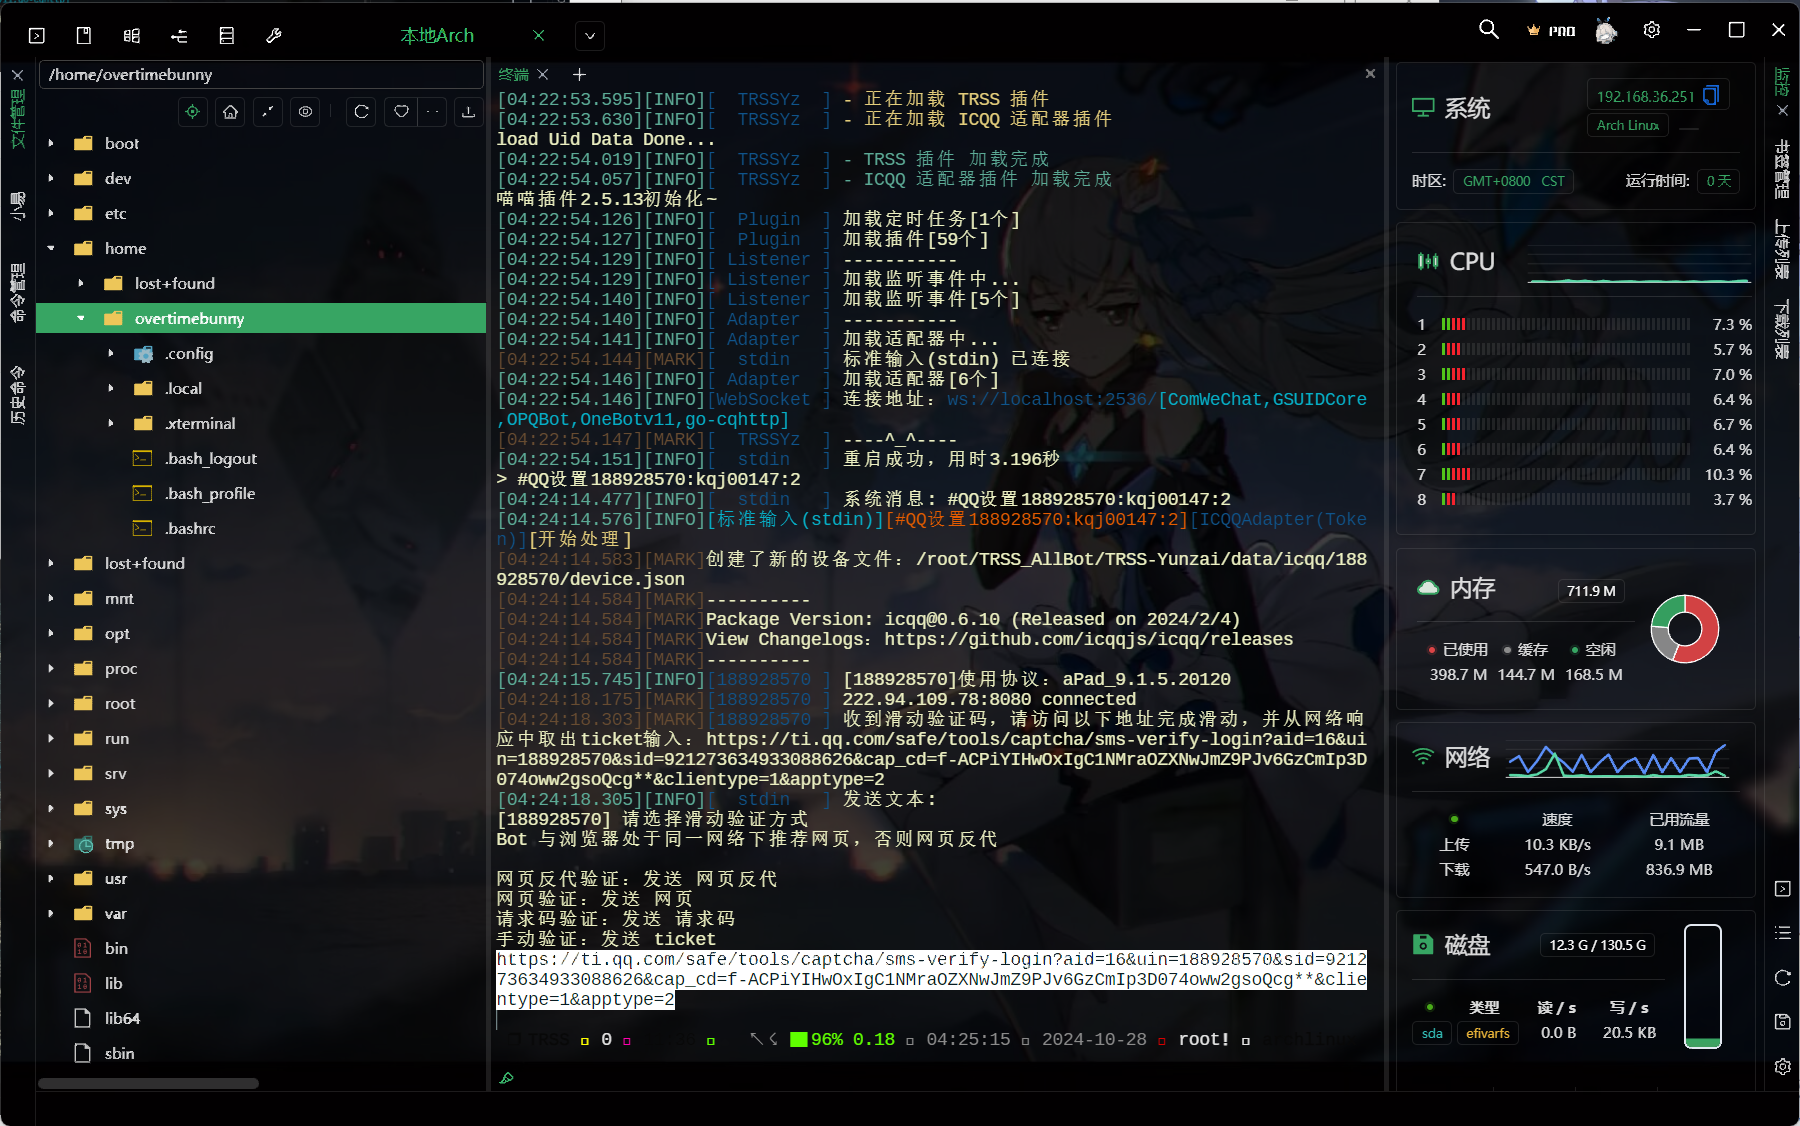 本地Arch
PRO
/home/overtimebunny
文件管理
小易
命令管理
历史命令
boot
dev
etc
home
lost+found
overtimebunny
.config
.local
.xterminal
.bash_logout
.bash_profile
.bashrc
lost+found
mnt
opt
proc
root
run
srv
sys
tmp
usr
var
bin
lib
lib64
sbin
终端
[04:22:53.595][INFO][  TRSSYz  ] - 正在加载 TRSS 插件
[04:22:53.630][INFO][  TRSSYz  ] - 正在加载 ICQQ 适配器插件
load Uid Data Done...
[04:22:54.019][INFO][  TRSSYz  ] - TRSS 插件 加载完成
[04:22:54.057][INFO][  TRSSYz  ] - ICQQ 适配器插件 加载完成
喵喵插件2.5.13初始化~
[04:22:54.126][INFO][  Plugin  ] 加载定时任务[1个]
[04:22:54.127][INFO][  Plugin  ] 加载插件[59个]
[04:22:54.129][INFO][ Listener ] -----------
[04:22:54.129][INFO][ Listener ] 加载监听事件中...
[04:22:54.140][INFO][ Listener ] 加载监听事件[5个]
[04:22:54.140][INFO][ Adapter  ] -----------
[04:22:54.141][INFO][ Adapter  ] 加载适配器中...
[04:22:54.144][MARK][  stdin   ] 标准输入(stdin) 已连接
[04:22:54.146][INFO][ Adapter  ] 加载适配器[6个]
[04:22:54.146][INFO][WebSocket ] 连接地址: ws://localhost:2536/[ComWeChat,GSUIDCore
,OPQBot,OneBotv11,go-cqhttp]
[04:22:54.147][MARK][  TRSSYz  ] ----^_^----
[04:22:54.151][INFO][  stdin   ] 重启成功，用时3.196秒
> #QQ设置188928570:kqj00147:2
[04:24:14.477][INFO][  stdin   ] 系统消息: #QQ设置188928570:kqj00147:2
[04:24:14.576][INFO][标准输入(stdin)][#QQ设置188928570:kqj00147:2][ICQQAdapter(Toke
n)][开始处理]
[04:24:14.583][MARK]创建了新的设备文件: /root/TRSS_AllBot/TRSS-Yunzai/data/icqq/188
928570/device.json
[04:24:14.584][MARK]----------
[04:24:14.584][MARK]Package Version: icqq@0.6.10 (Released on 2024/2/4)
[04:24:14.584][MARK]View Changelogs: https://github.com/icqqjs/icqq/releases
[04:24:14.584][MARK]----------
[04:24:15.745][INFO][188928570 ] [188928570]使用协议: aPad_9.1.5.20120
[04:24:18.175][MARK][188928570 ] 222.94.109.78:8080 connected
[04:24:18.303][MARK][188928570 ] 收到滑动验证码，请访问以下地址完成滑动，并从网络响
应中取出ticket输入: https://ti.qq.com/safe/tools/captcha/sms-verify-login?aid=16&ui
n=188928570&sid=921273634933088626&cap_cd=f-ACPiYIHwOxIgC1NMraOZXNwJmZ9PJv6GzCmIp3D
074oww2gsoQcg**&clientype=1&apptype=2
[04:24:18.305][INFO][  stdin   ] 发送文本:
[188928570] 请选择滑动验证方式
Bot 与浏览器处于同一网络下推荐网页，否则网页反代
网页反代验证: 发送 网页反代
网页验证: 发送 网页
请求码验证: 发送 请求码
手动验证: 发送 ticket
https://ti.qq.com/safe/tools/captcha/sms-verify-login?aid=16&uin=188928570&sid=9212
73634933088626&cap_cd=f-ACPiYIHwOxIgC1NMraOZXNwJmZ9PJv6GzCmIp3D074oww2gsoQcg**&clie
ntype=1&apptype=2
TRSS 0 96% 0.18 04:25:15 2024-10-28 root!
系统
192.168.36.251
Arch Linux
时区: GMT+0800 CST 运行时间: 0 天
CPU
1 7.3 %
2 5.7 %
3 7.0 %
4 6.4 %
5 6.7 %
6 6.4 %
7 10.3 %
8 3.7 %
内存 711.9 M
已使用 缓存 空闲
398.7 M 144.7 M 168.5 M
网络
速度 已用流量
上传 10.3 KB/s 9.1 MB
下载 547.0 B/s 836.9 MB
磁盘 12.3 G / 130.5 G
类型 读 / s 写 / s
sda efivarfs 0.0 B 20.5 KB
监控
书签管理
上传列表
下载列表